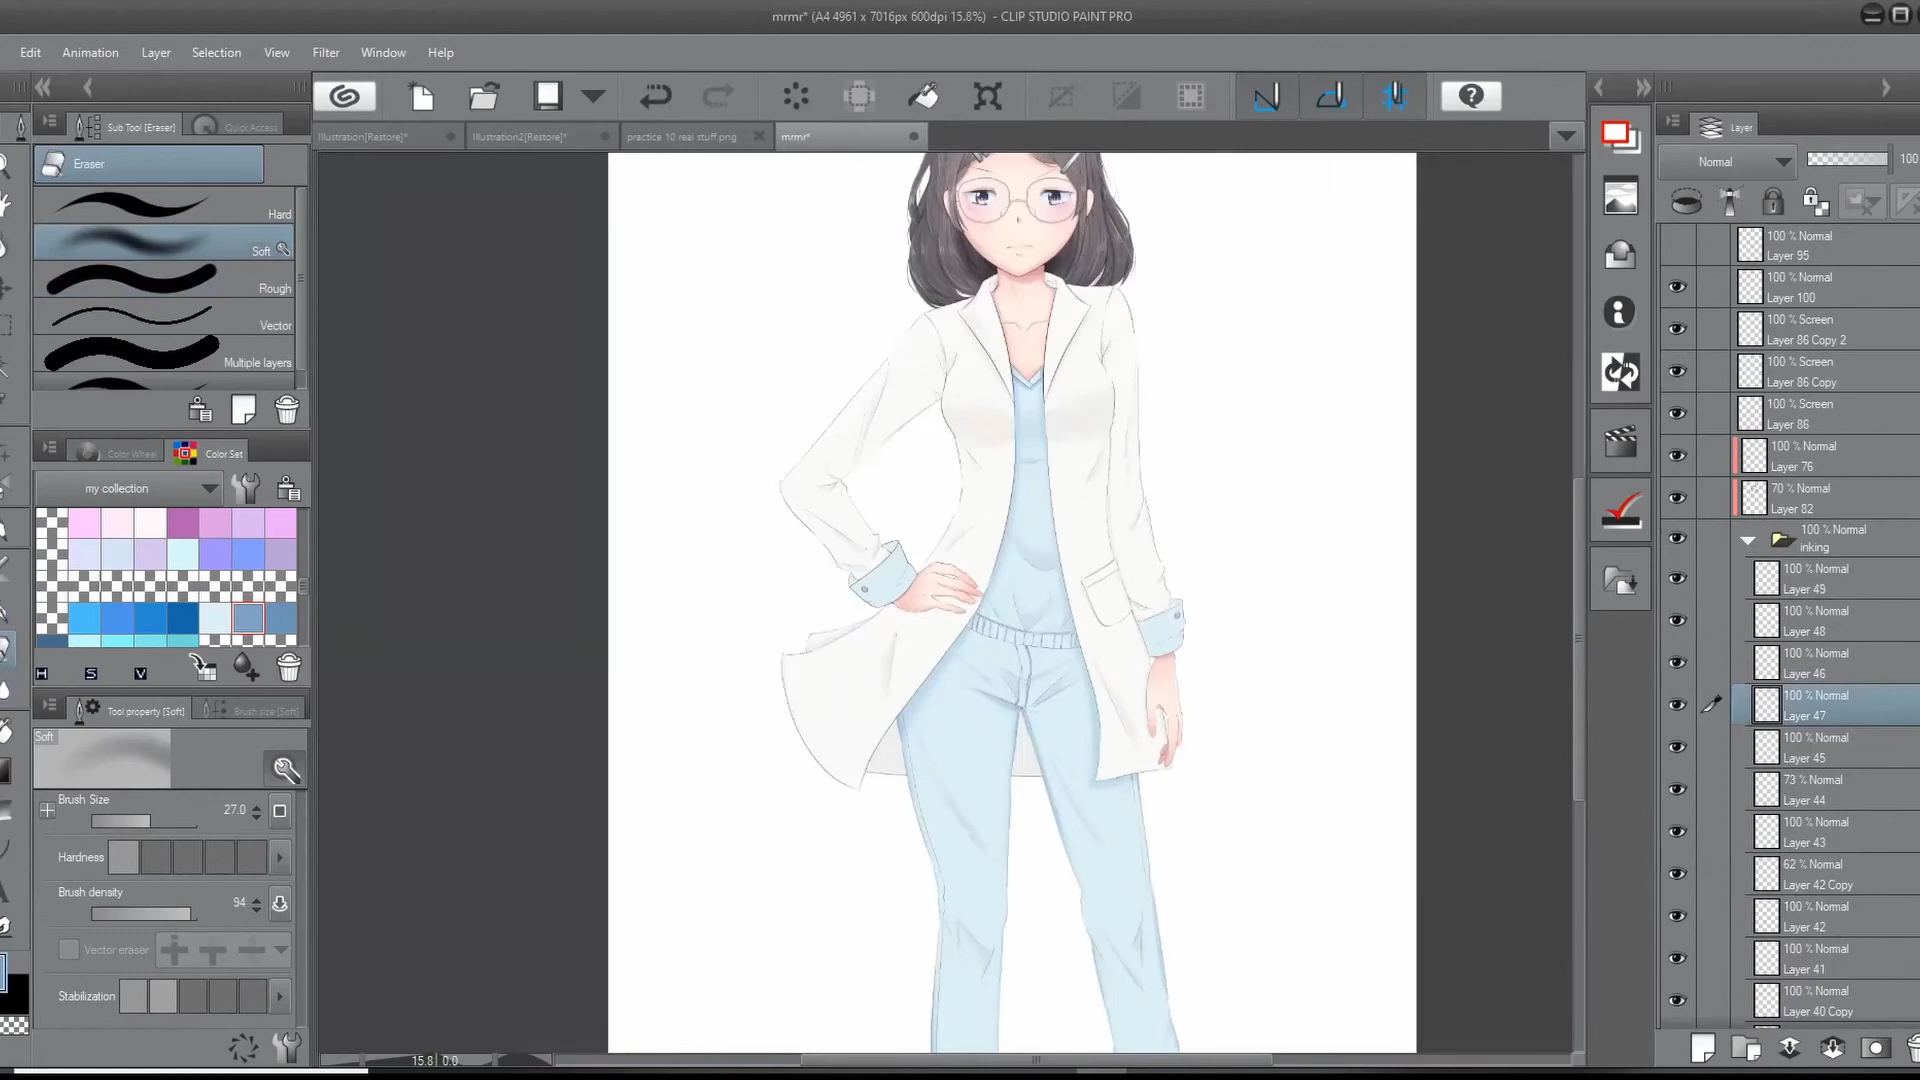 mrmr* (A4 4961 x 7016px 600dpi 15.8%) - CLIP STUDIO PAINT PRO
Edit Animation Layer Selection View Filter Window Help
Sub Tool [Eraser] Quick Access
Illustration[Restore]* Illustration2[Restore]* practice 10 real stuff.png mrmr*
Layer
Eraser
Normal 100
Hard
Soft
Rough
Vector
Multiple layers
Color Wheel Color Set
my collection
H S V
Tool property [Soft] Brush size [Soft]
Soft
Brush Size 27.0
Hardness
Brush density 94
Vector eraser
Stabilization
15.8 0.0
100 % Normal
Layer 95
100 % Normal
Layer 100
100 % Screen
Layer 86 Copy 2
100 % Screen
Layer 86 Copy
100 % Screen
Layer 86
100 % Normal
Layer 76
70 % Normal
Layer 82
100 % Normal
inking
100 % Normal
Layer 49
100 % Normal
Layer 48
100 % Normal
Layer 46
100 % Normal
Layer 47
100 % Normal
Layer 45
73 % Normal
Layer 44
100 % Normal
Layer 43
62 % Normal
Layer 42 Copy
100 % Normal
Layer 42
100 % Normal
Layer 41
100 % Normal
Layer 40 Copy